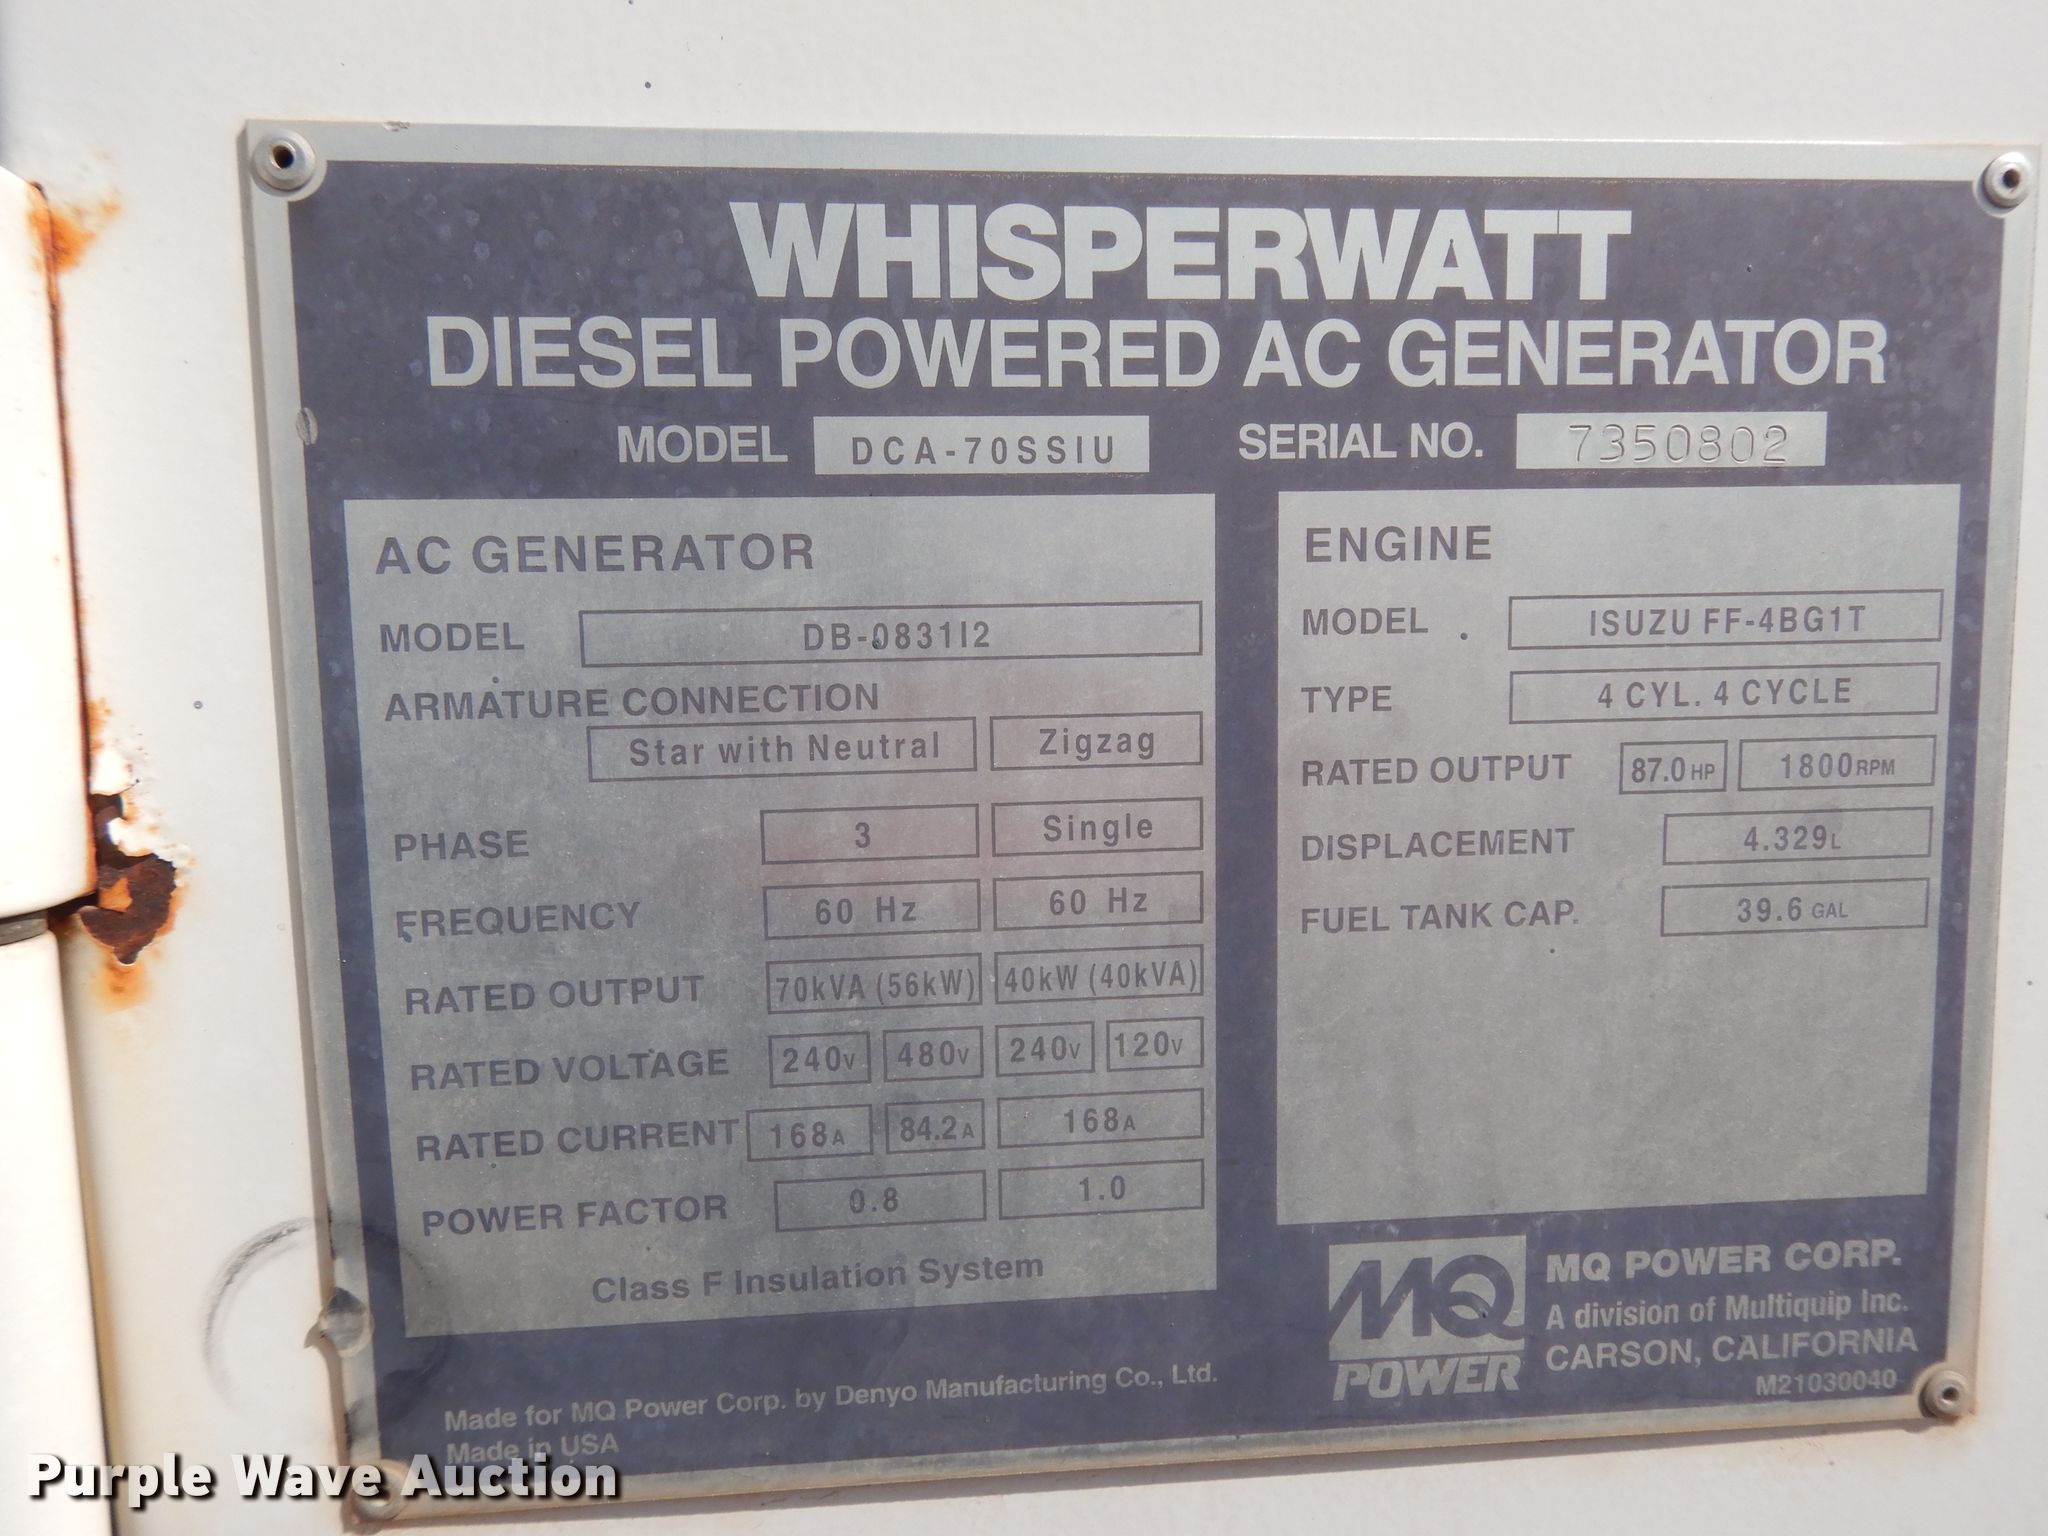 WHISPERWATT
DIESEL POWERED AC GENERATOR
MODEL DCA-70SSIU SERIAL NO. 7350802
AC GENERATOR
MODEL DB-0831I2
ARMATURE CONNECTION
Star with Neutral Zigzag
PHASE 3 Single
FREQUENCY 60 Hz 60 Hz
RATED OUTPUT 70kVA (56kW) 40kW (40kVA)
RATED VOLTAGE 240V 480V 240V 120V
RATED CURRENT 168A 84.2A 168A
POWER FACTOR 0.8 1.0
Class F Insulation System
ENGINE
MODEL ISUZU FF-4BG1T
TYPE 4 CYL. 4 CYCLE
RATED OUTPUT 87.0 HP 1800 RPM
DISPLACEMENT 4.329L
FUEL TANK CAP. 39.6 GAL
MQ POWER CORP.
A division of Multiquip Inc.
CARSON, CALIFORNIA
M21030040
MQ
POWER
Made for MQ Power Corp. by Denyo Manufacturing Co., Ltd.
Made in USA
Purple Wave Auction